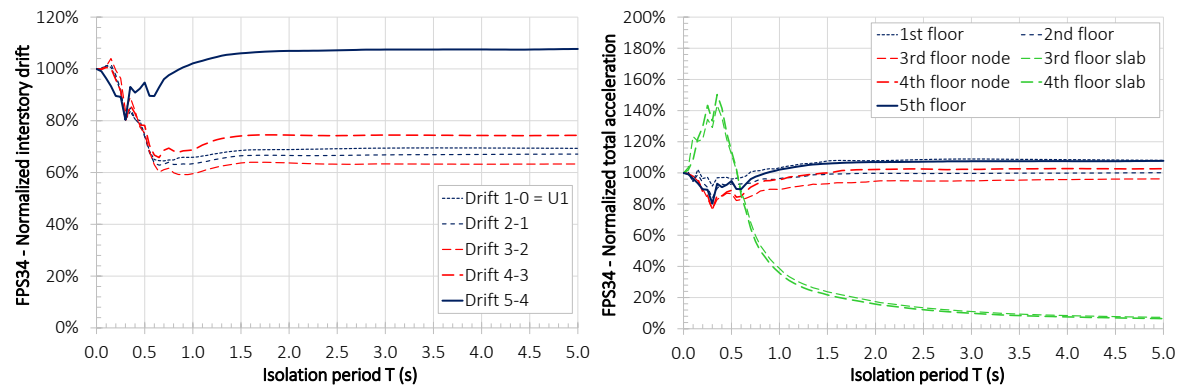 FPS34 - Normalized interstory drift
120%
100%
80%
60%
40%
20%
0%
Drift 1-0 = U1
Drift 2-1
Drift 3-2
Drift 4-3
Drift 5-4
0.0 0.5 1.0 1.5 2.0 2.5 3.0 3.5 4.0 4.5 5.0
Isolation period T (s)
FPS34 - Normalized total acceleration
200%
180%
160%
140%
120%
100%
80%
60%
40%
20%
0%
1st floor 2nd floor
3rd floor node 3rd floor slab
4th floor node 4th floor slab
5th floor
0.0 0.5 1.0 1.5 2.0 2.5 3.0 3.5 4.0 4.5 5.0
Isolation period T (s)